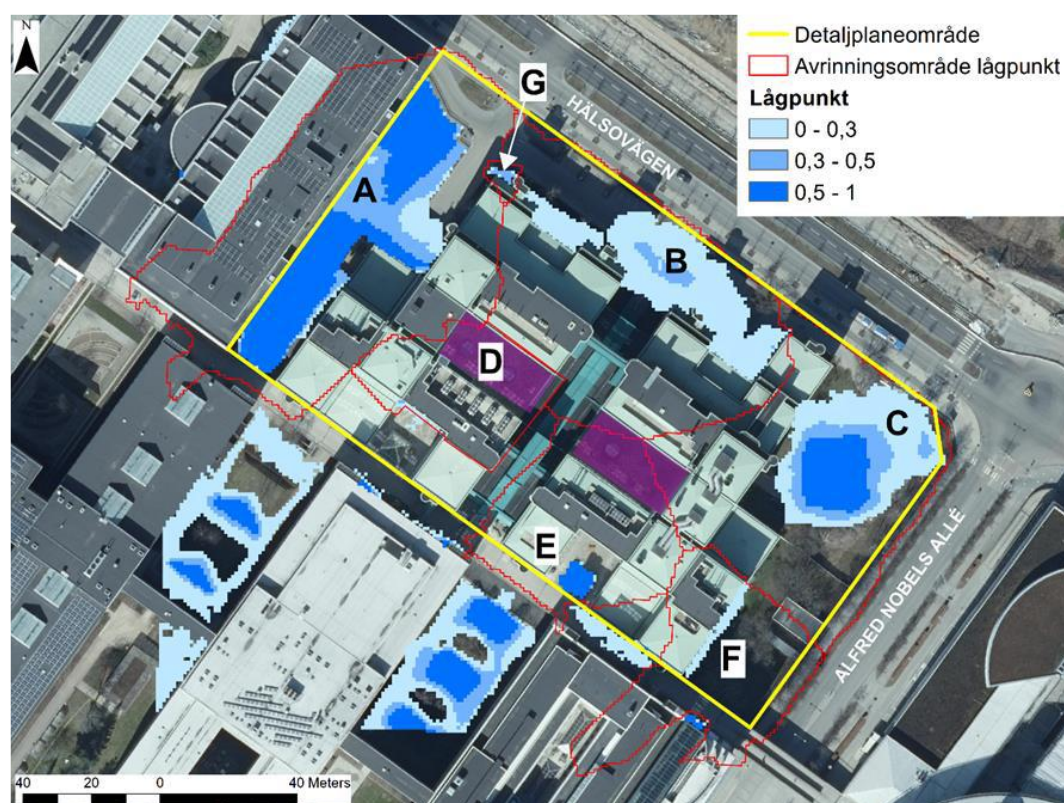 N
G
HÄLSOVÄGEN
Detaljplaneområde
Avrinningsområde lågpunkt
Lågpunkt
0 - 0,3
0,3 - 0,5
0,5 - 1
A
B
D
C
E
F
ALFRED NOBELS ALLÉ
40 20 0 40 Meters